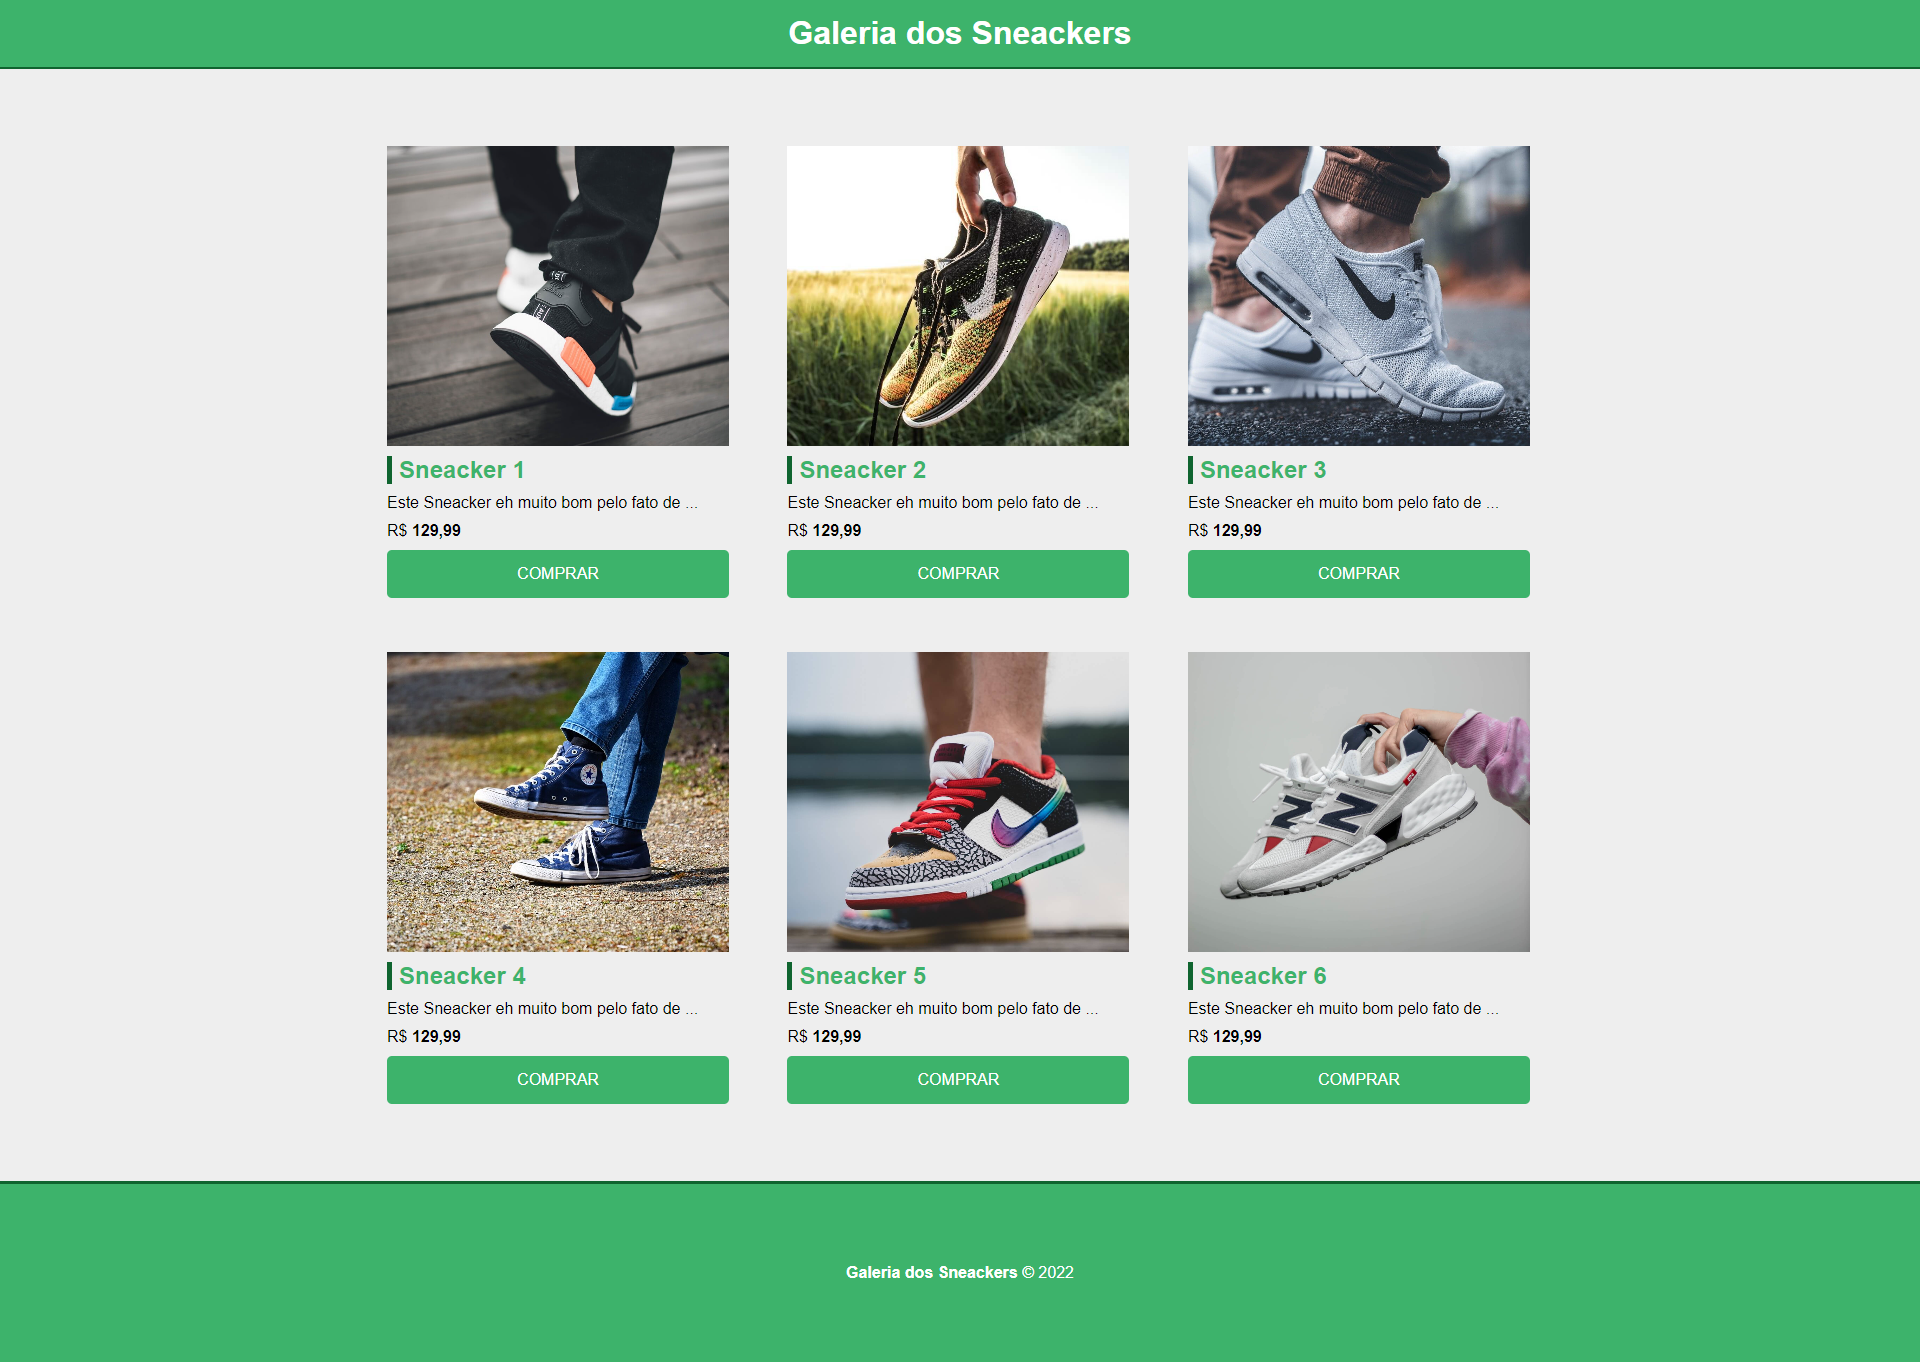 Galeria dos Sneackers
Sneacker 1
Este Sneacker eh muito bom pelo fato de ...
R$ 129,99
COMPRAR
Sneacker 2
Este Sneacker eh muito bom pelo fato de ...
R$ 129,99
COMPRAR
Sneacker 3
Este Sneacker eh muito bom pelo fato de ...
R$ 129,99
COMPRAR
Sneacker 4
Este Sneacker eh muito bom pelo fato de ...
R$ 129,99
COMPRAR
Sneacker 5
Este Sneacker eh muito bom pelo fato de ...
R$ 129,99
COMPRAR
Sneacker 6
Este Sneacker eh muito bom pelo fato de ...
R$ 129,99
COMPRAR
Galeria dos Sneackers © 2022